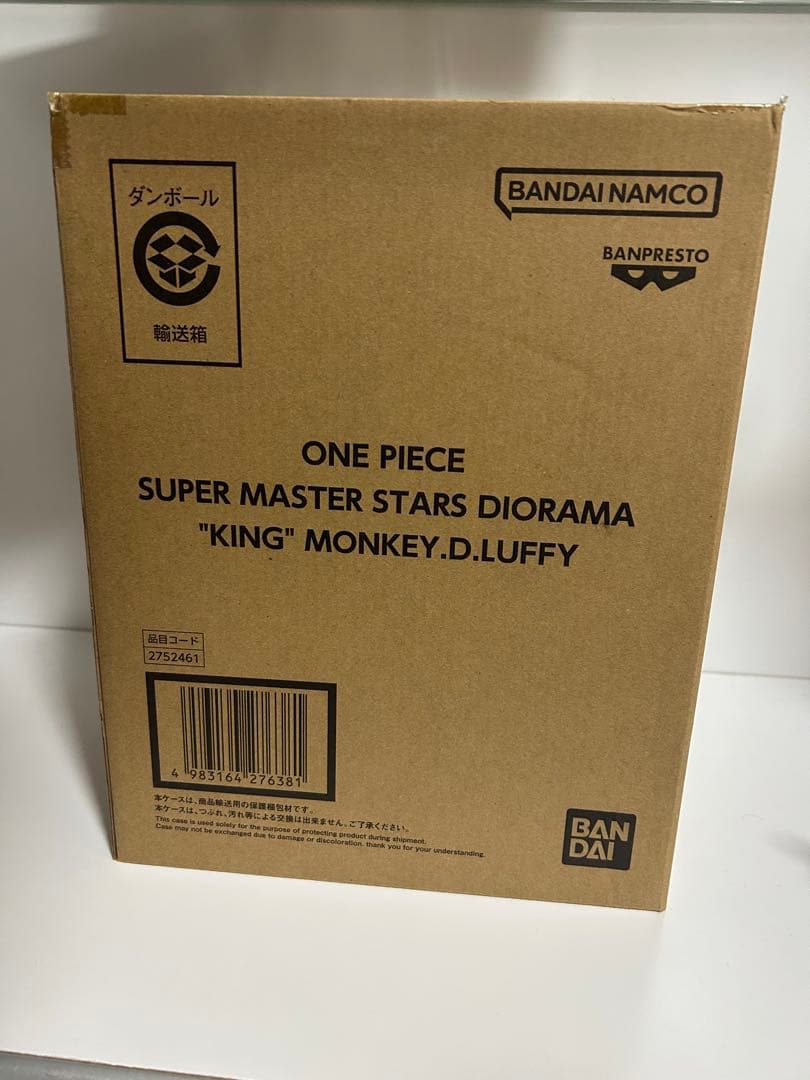 ダンボール
輸送箱
BANDAI NAMCO
BANPRESTO
ONE PIECE
SUPER MASTER STARS DIORAMA
"KING" MONKEY.D.LUFFY
品目コード
2752461
4 983164 276381
本ケースは、商品輸送用の保護梱包材です。
本ケースは、つぶれ、汚れ等による交換は出来ません。ご了承ください。
This case is used solely for the purpose of protecting product during shipment.
Case may not be exchanged due to damage or discoloration. thank you for your understanding.
BAN
DAI